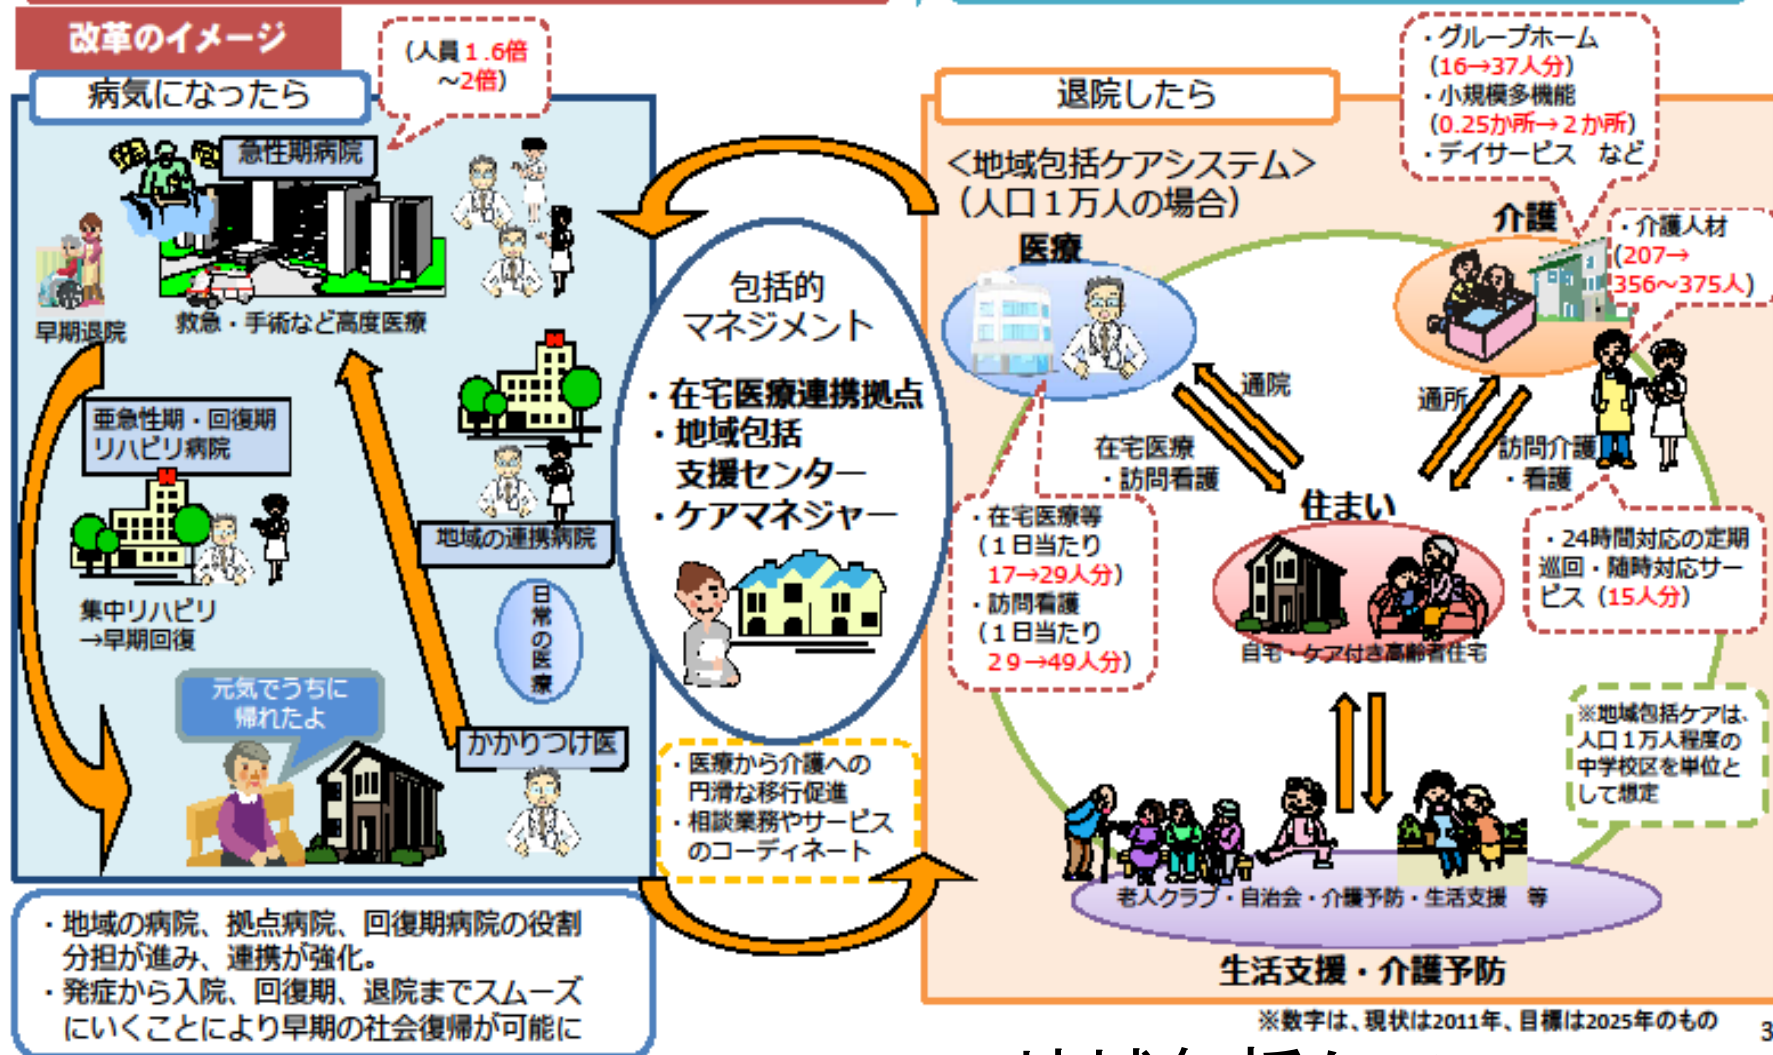 改革のイメージ
病気になったら
(人員1.6倍
～2倍)
急性期病院
早期退院
救急・手術など高度医療
亜急性期・回復期
リハビリ病院
集中リハビリ
→早期回復
地域の連携病院
日常の医療
元気でうちに
帰れたよ
かかりつけ医
・地域の病院、拠点病院、回復期病院の役割
分担が進み、連携が強化。
・発症から入院、回復期、退院までスムーズ
にいくことにより早期の社会復帰が可能に
包括的
マネジメント
・在宅医療連携拠点
・地域包括
支援センター
・ケアマネジャー
・医療から介護への
円滑な移行促進
・相談業務やサービス
のコーディネート
退院したら
＜地域包括ケアシステム＞
(人口１万人の場合)
・グループホーム
(16→37人分)
・小規模多機能
(0.25か所→２か所)
・デイサービス など
医療
介護
・介護人材
(207→
356～375人)
通院
通所
在宅医療
・訪問看護
訪問介護
・看護
・在宅医療等
(１日当たり
17→29人分)
・訪問看護
(１日当たり
２９→49人分)
住まい
自宅・ケア付き高齢者住宅
・24時間対応の定期
巡回・随時対応サー
ビス（15人分）
※地域包括ケアは、
人口１万人程度の
中学校区を単位と
して想定
老人クラブ・自治会・介護予防・生活支援 等
生活支援・介護予防
※数字は、現状は2011年、目標は2025年のもの
3